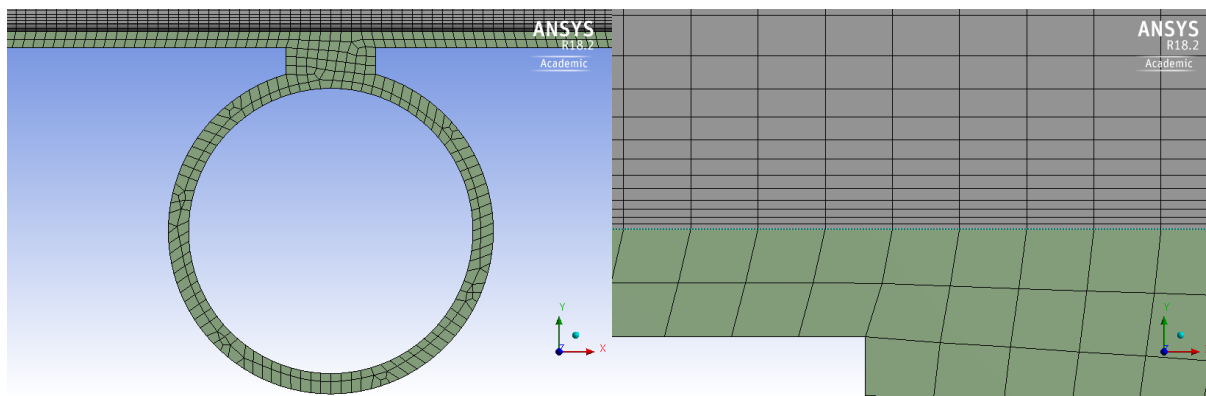 ANSYS
R18.2
Academic
Y
Z
X
ANSYS
R18.2
Academic
Y
X